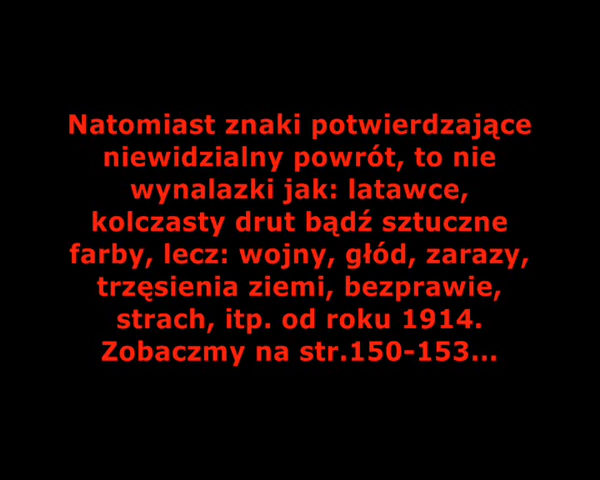 Natomiast znaki potwierdzające
niewidzialny powrót, to nie
wynalazki jak: latawce,
kolczasty drut bądź sztuczne
farby, lecz: wojny, głód, zarazy,
trzęsienia ziemi, bezprawie,
strach, itp. od roku 1914.
Zobaczmy na str.150-153...